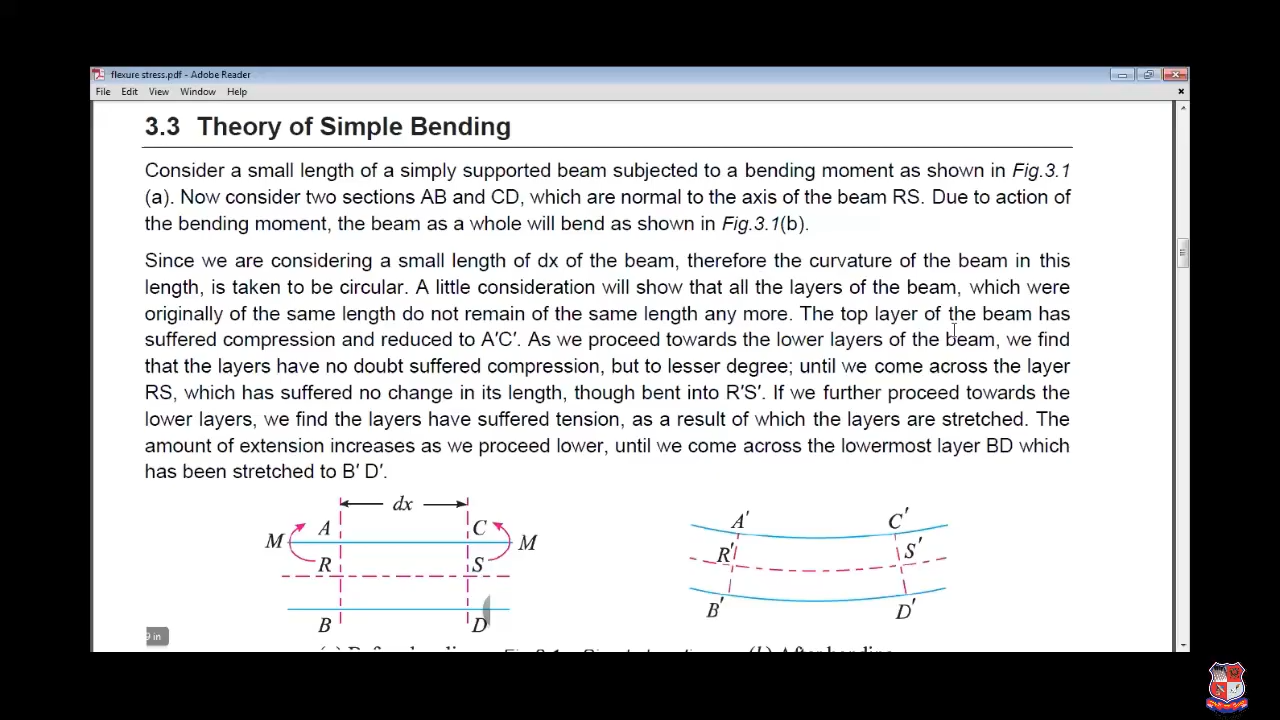 flexure stress.pdf - Adobe Reader
File Edit View Window Help
3.3 Theory of Simple Bending
Consider a small length of a simply supported beam subjected to a bending moment as shown in Fig.3.1
(a). Now consider two sections AB and CD, which are normal to the axis of the beam RS. Due to action of
the bending moment, the beam as a whole will bend as shown in Fig.3.1(b).
Since we are considering a small length of dx of the beam, therefore the curvature of the beam in this
length, is taken to be circular. A little consideration will show that all the layers of the beam, which were
originally of the same length do not remain of the same length any more. The top layer of the beam has
suffered compression and reduced to A′C′. As we proceed towards the lower layers of the beam, we find
that the layers have no doubt suffered compression, but to lesser degree; until we come across the layer
RS, which has suffered no change in its length, though bent into R′S′. If we further proceed towards the
lower layers, we find the layers have suffered tension, as a result of which the layers are stretched. The
amount of extension increases as we proceed lower, until we come across the lowermost layer BD which
has been stretched to B′ D′.
dx
A C A′ C′
M M
R S R′ S′
B D B′ D′
9 in